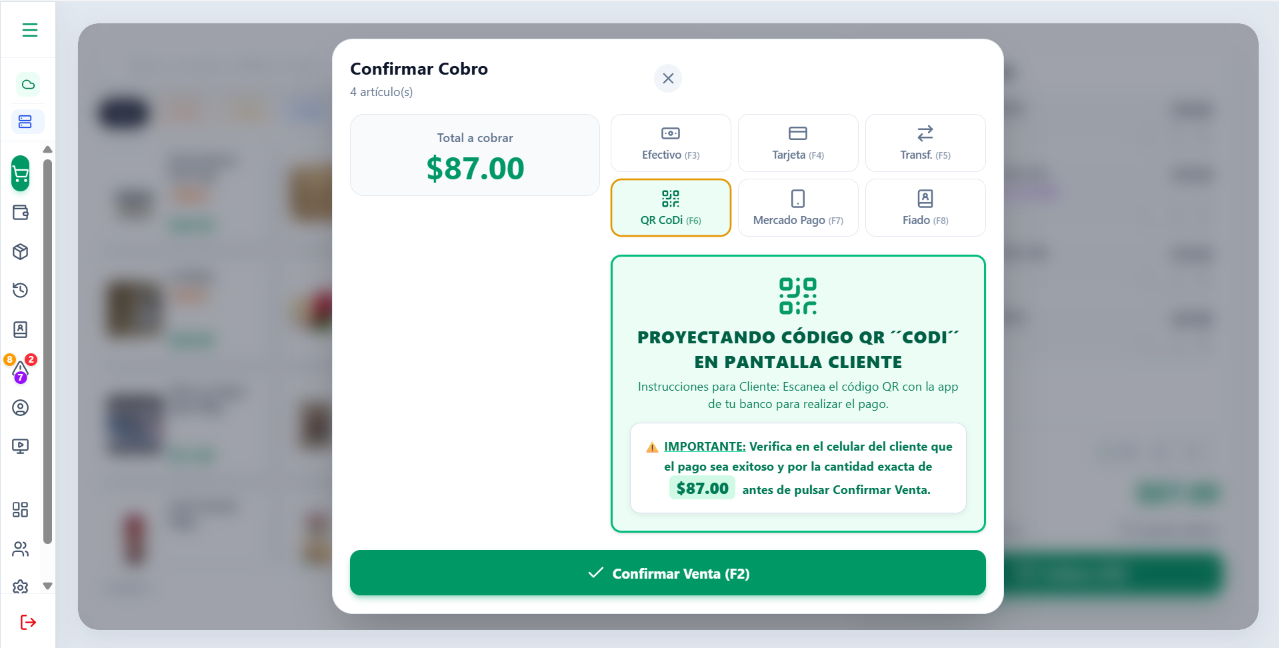 Confirmar Cobro
4 artículo(s)
Total a cobrar
$87.00
Efectivo (F3)
Tarjeta (F4)
Transf. (F5)
QR CoDi (F6)
Mercado Pago (F7)
Fiado (F8)
PROYECTANDO CÓDIGO QR ´´CODI´´
EN PANTALLA CLIENTE
Instrucciones para Cliente: Escanea el código QR con la app
de tu banco para realizar el pago.
IMPORTANTE: Verifica en el celular del cliente que
el pago sea exitoso y por la cantidad exacta de
$87.00 antes de pulsar Confirmar Venta.
Confirmar Venta (F2)
8
2
7